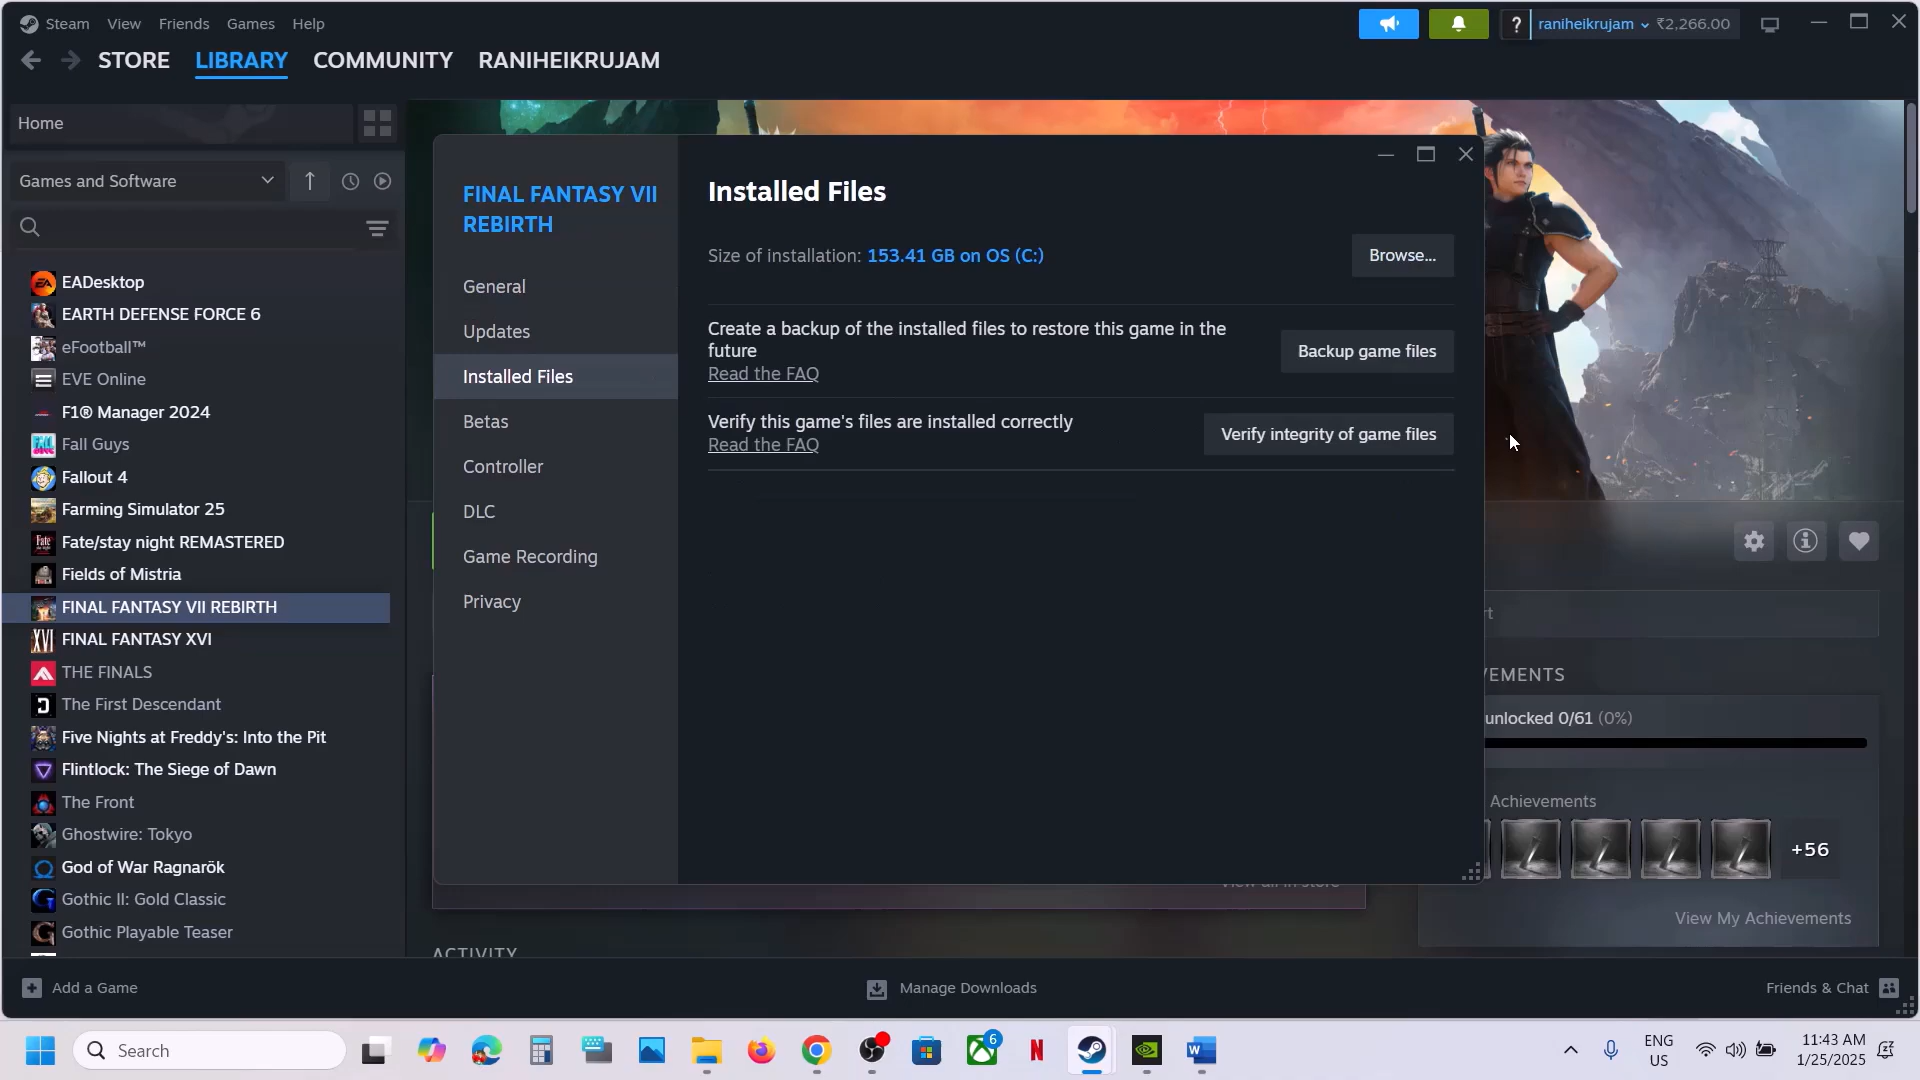 Steam View Friends Games Help
? raniheikrujam ₹2,266.00
STORE LIBRARY COMMUNITY RANIHEIKRUJAM
Home
Games and Software
EADesktop
EARTH DEFENSE FORCE 6
eFootball™
EVE Online
F1® Manager 2024
Fall Guys
Fallout 4
Farming Simulator 25
Fate/stay night REMASTERED
Fields of Mistria
FINAL FANTASY VII REBIRTH
FINAL FANTASY XVI
THE FINALS
The First Descendant
Five Nights at Freddy's: Into the Pit
Flintlock: The Siege of Dawn
The Front
Ghostwire: Tokyo
God of War Ragnarök
Gothic II: Gold Classic
Gothic Playable Teaser
FINAL FANTASY VII
REBIRTH
General
Updates
Installed Files
Betas
Controller
DLC
Game Recording
Privacy
Installed Files
Size of installation: 153.41 GB on OS (C:)
Browse...
Create a backup of the installed files to restore this game in the
future
Read the FAQ
Backup game files
Verify this game's files are installed correctly
Read the FAQ
Verify integrity of game files
unlocked 0/61 (0%)
Achievements
+56
View My Achievements
ACTIVITY
Add a Game
Manage Downloads
Friends & Chat
Search
6
ENG
US
11:43 AM
1/25/2025